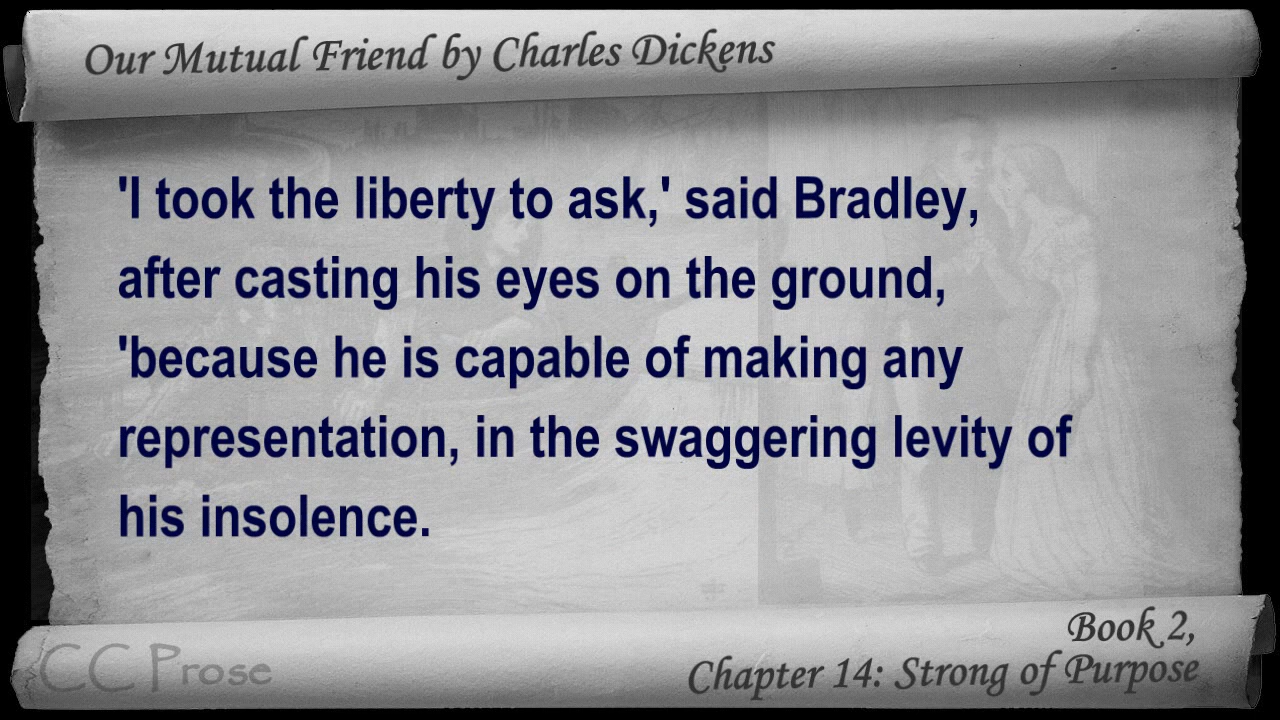 Our Mutual Friend by Charles Dickens
'I took the liberty to ask,' said Bradley,
after casting his eyes on the ground,
'because he is capable of making any
representation, in the swaggering levity of
his insolence.
Book 2,
CC Prose
Chapter 14: Strong of Purpose